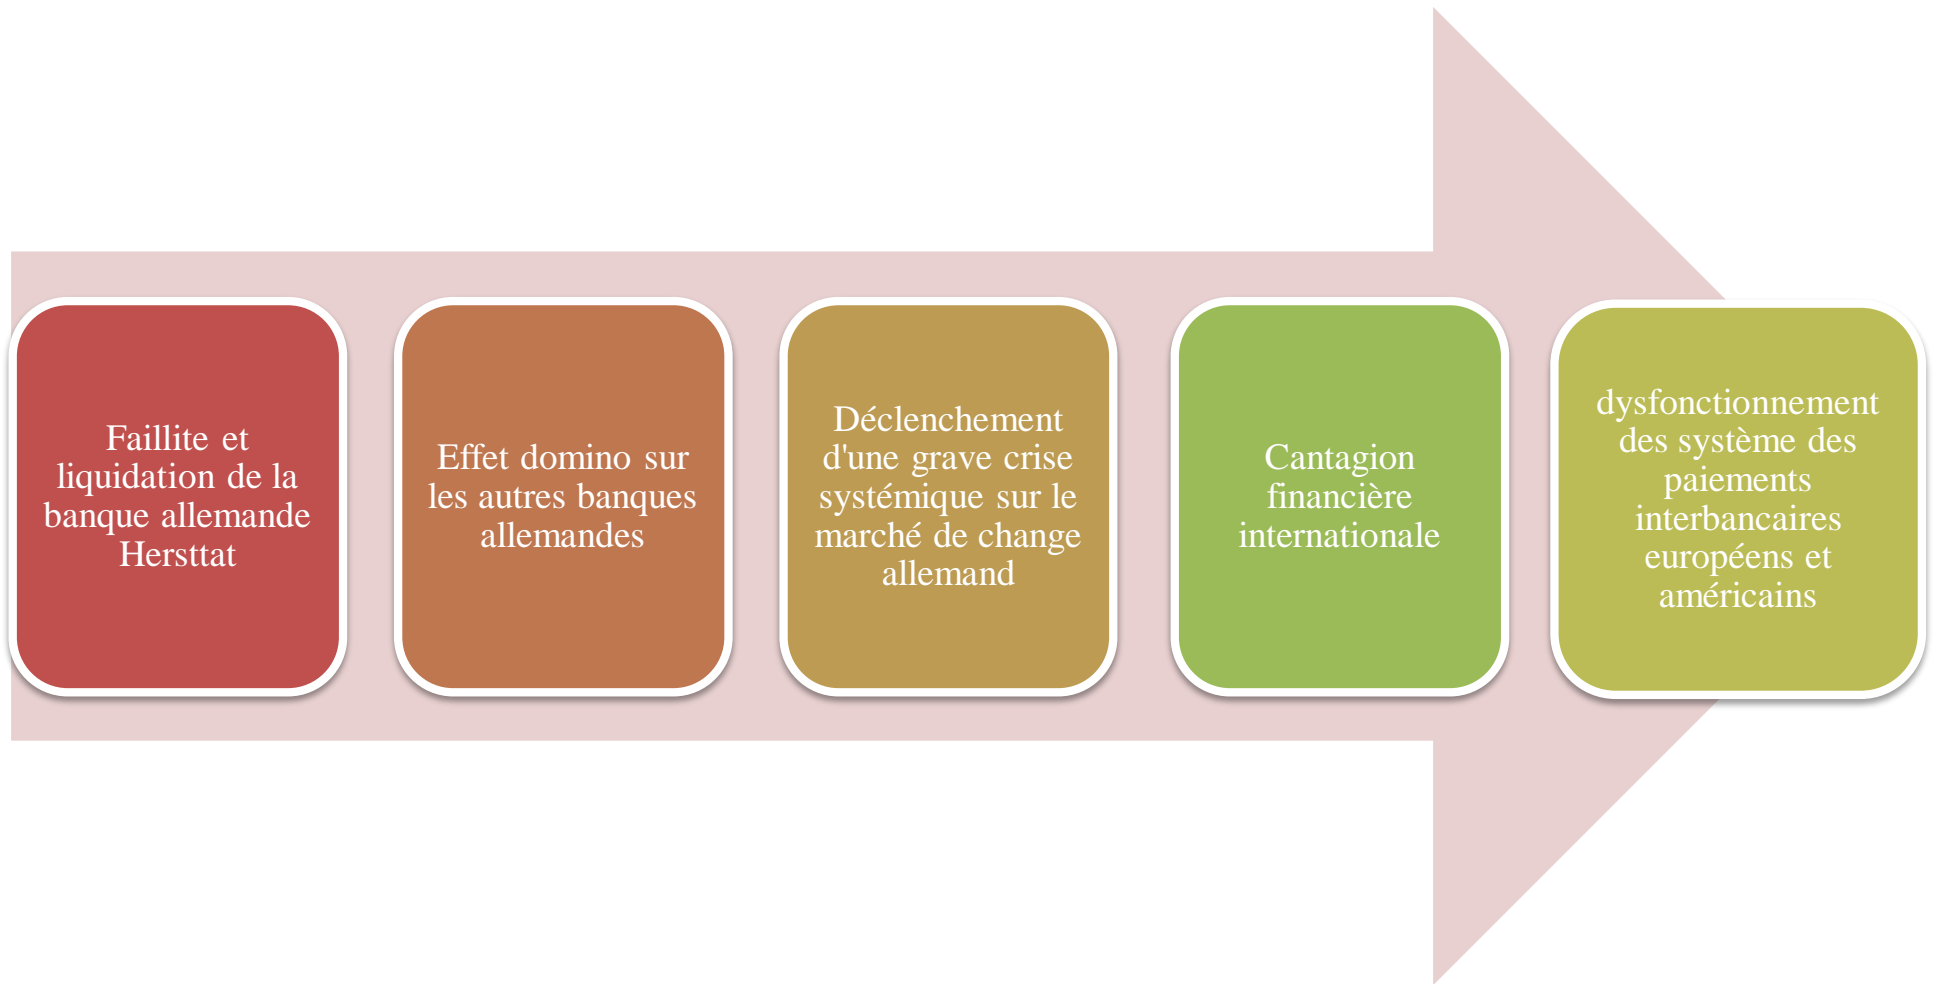 Faillite et
liquidation de la
banque allemande
Hersttat
Effet domino sur
les autres banques
allemandes
Déclenchement
d'une grave crise
systémique sur le
marché de change
allemand
Cantagion
financière
internationale
dysfonctionnement
des système des
paiements
interbancaires
européens et
américains